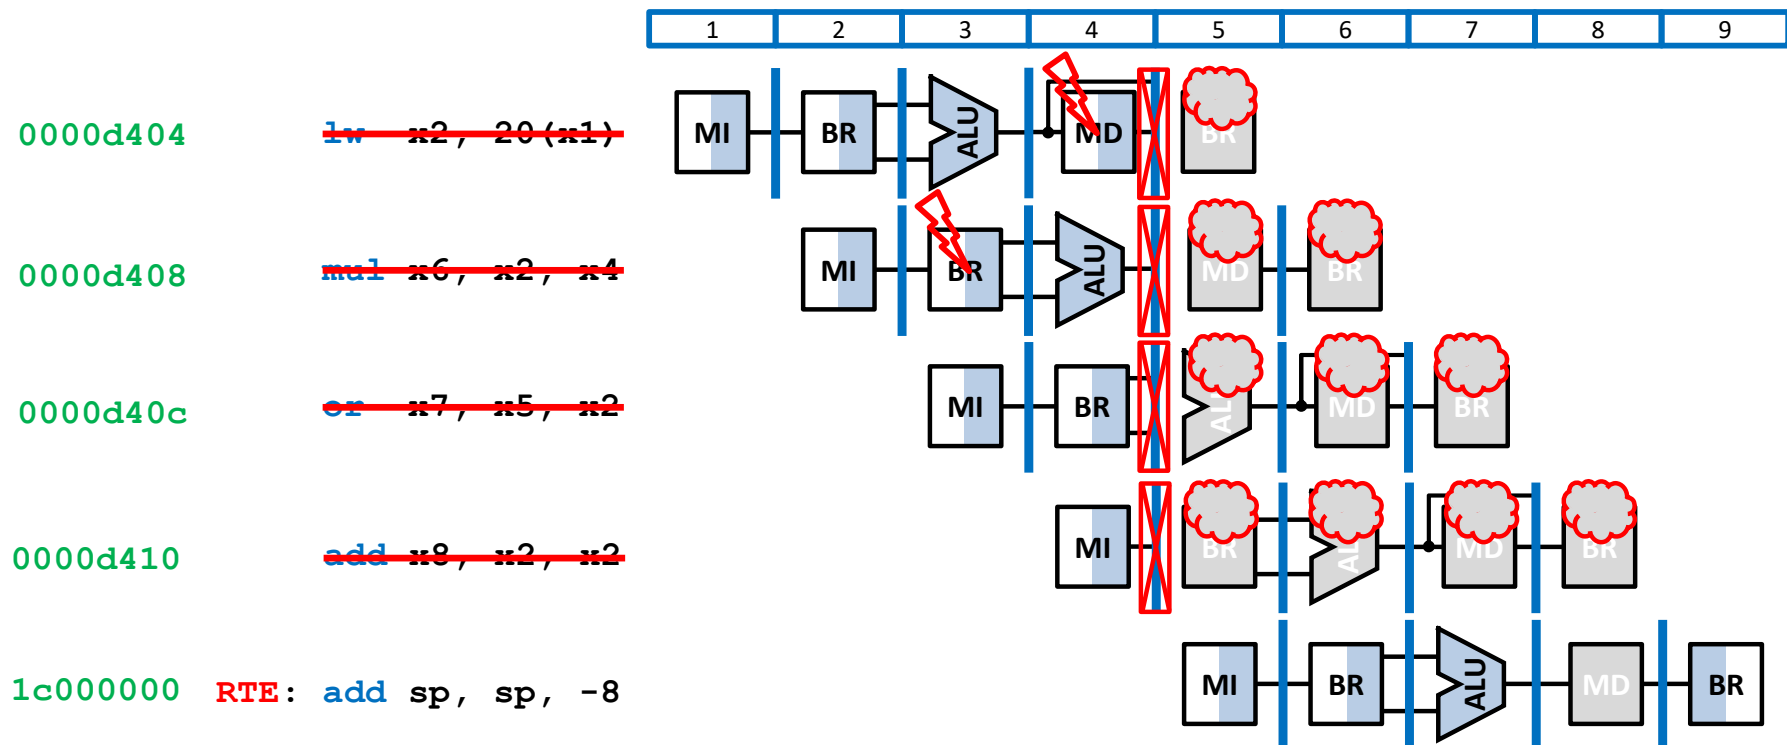 1 2 3 4 5 6 7 8 9
0000d404 lw x2, 20(x1) MI BR ALU MD BR
0000d408 mul x6, x2, x4 MI BR ALU MD BR
0000d40c or x7, x5, x2 MI BR ALU MD BR
0000d410 add x8, x2, x2 MI BR ALU MD BR
1c000000 RTE: add sp, sp, -8 MI BR ALU MD BR